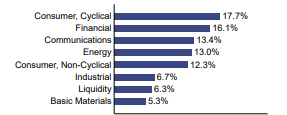 Consumer, Cyclical 17.7%
Financial 16.1%
Communications 13.4%
Energy 13.0%
Consumer, Non-Cyclical 12.3%
Industrial 6.7%
Liquidity 6.3%
Basic Materials 5.3%